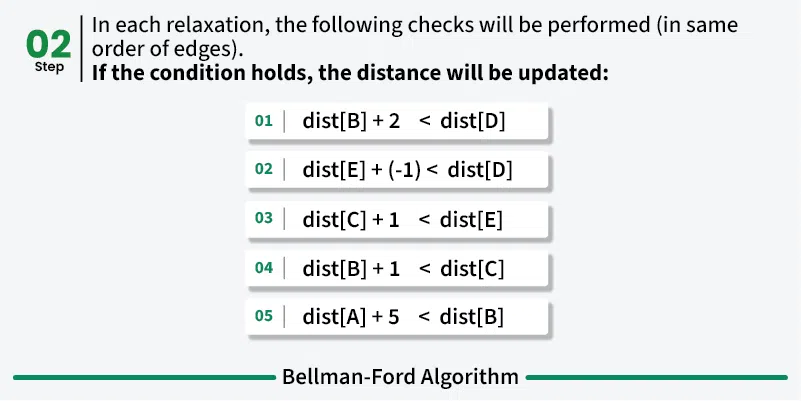 02
Step
In each relaxation, the following checks will be performed (in same
order of edges).
If the condition holds, the distance will be updated:
01 dist[B] + 2 < dist[D]
02 dist[E] + (-1) < dist[D]
03 dist[C] + 1 < dist[E]
04 dist[B] + 1 < dist[C]
05 dist[A] + 5 < dist[B]
Bellman-Ford Algorithm